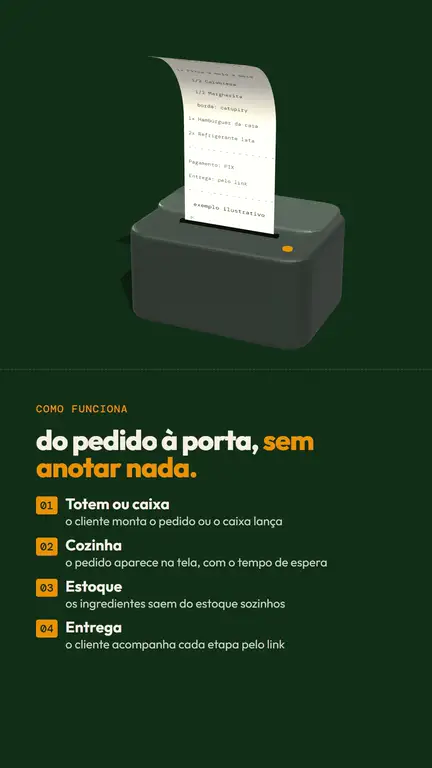 1/2 Calabresa
1/2 Margherita
borda: catupiry
1x Hambúrguer da casa
2x Refrigerante lata
Pagamento: PIX
Entrega: pelo link
exemplo ilustrativo
COMO FUNCIONA
do pedido à porta, sem
anotar nada.
01 Totem ou caixa
o cliente monta o pedido ou o caixa lança
02 Cozinha
o pedido aparece na tela, com o tempo de espera
03 Estoque
os ingredientes saem do estoque sozinhos
04 Entrega
o cliente acompanha cada etapa pelo link